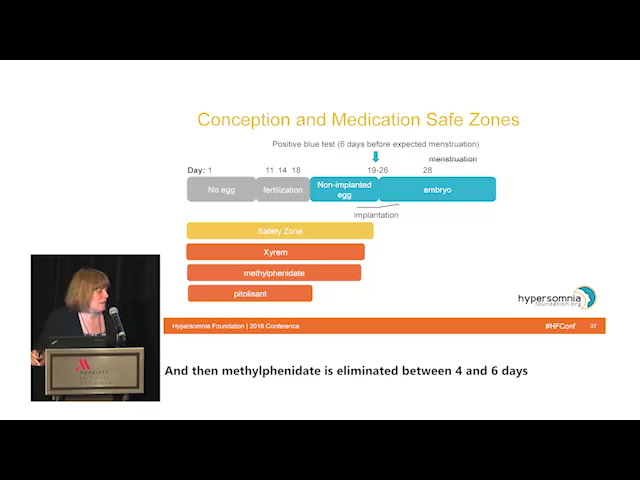 Conception and Medication Safe Zones
Positive blue test (6 days before expected menstruation)
menstruation
Day: 1
11 14 18
19-26
28
No egg
fertilization
Non-implanted
egg
embryo
implantation
Safety Zone
Xyrem
methylphenidate
pitolisant
hypersomnia
foundation.org
Hypersomnia Foundation | 2018 Conference
#HFConf
37
MARRIOTT
And then methylphenidate is eliminated between 4 and 6 days